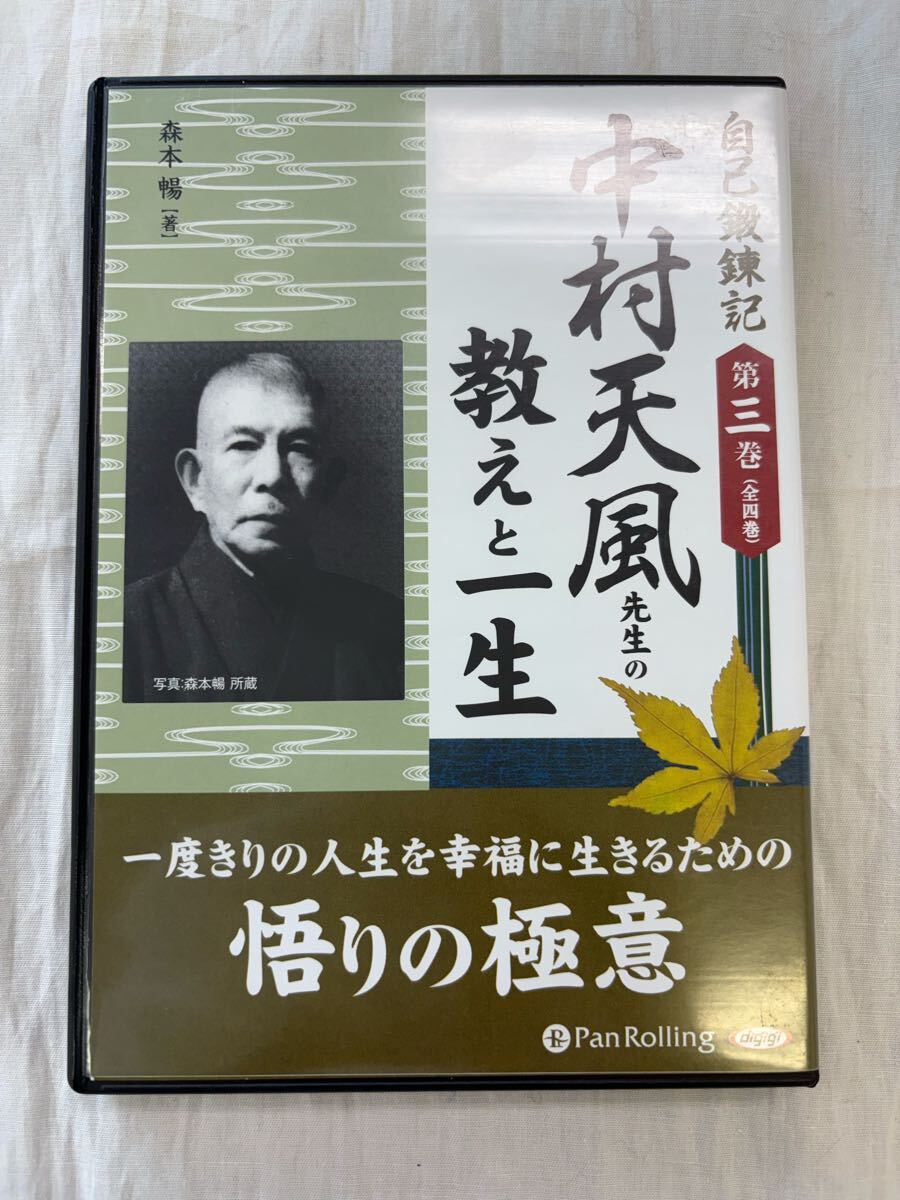 自己鍛錬記
第三巻(全四巻)
中村天風先生の
教えと一生
森本 暢[著]
写真:森本暢 所蔵
一度きりの人生を幸福に生きるための
悟りの極意
PanRolling
digigi